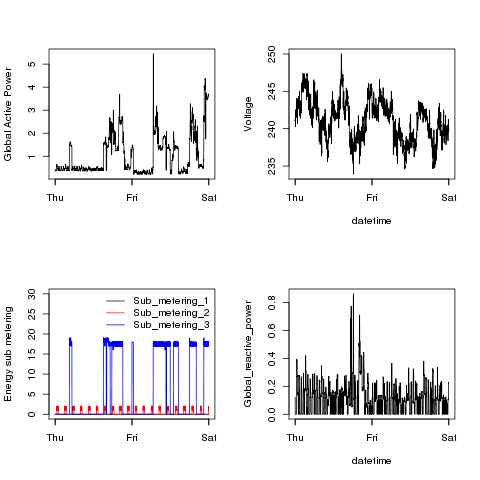 Global Active Power
5
4
3
2
1
Thu Fri Sat
Voltage
250
245
240
235
Thu Fri Sat
datetime
Energy sub metering
30
25
20
15
10
5
0
Sub_metering_1
Sub_metering_2
Sub_metering_3
Thu Fri Sat
Global_reactive_power
0.8
0.6
0.4
0.2
0.0
Thu Fri Sat
datetime